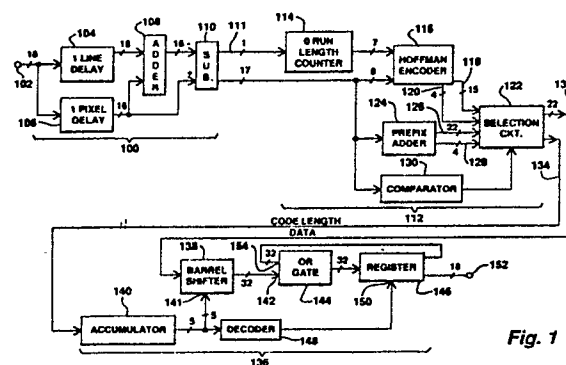 16
102
1 LINE DELAY
104
16
1 PIXEL DELAY
106
16
100
ADDER
108
16
SUB.
110
111
1
17
0 RUN LENGTH COUNTER
114
7
HOFFMAN ENCODER
116
118
120
4
15
8
PREFIX ADDER
124
126
22
4
128
SELECTION CKT.
122
22
134
COMPARATOR
130
112
CODE LENGTH
DATA
BARREL SHIFTER
138
141
32
154
32
142
OR GATE
144
32
REGISTER
150
146
16
152
ACCUMULATOR
140
5
5
DECODER
148
136
Fig. 1